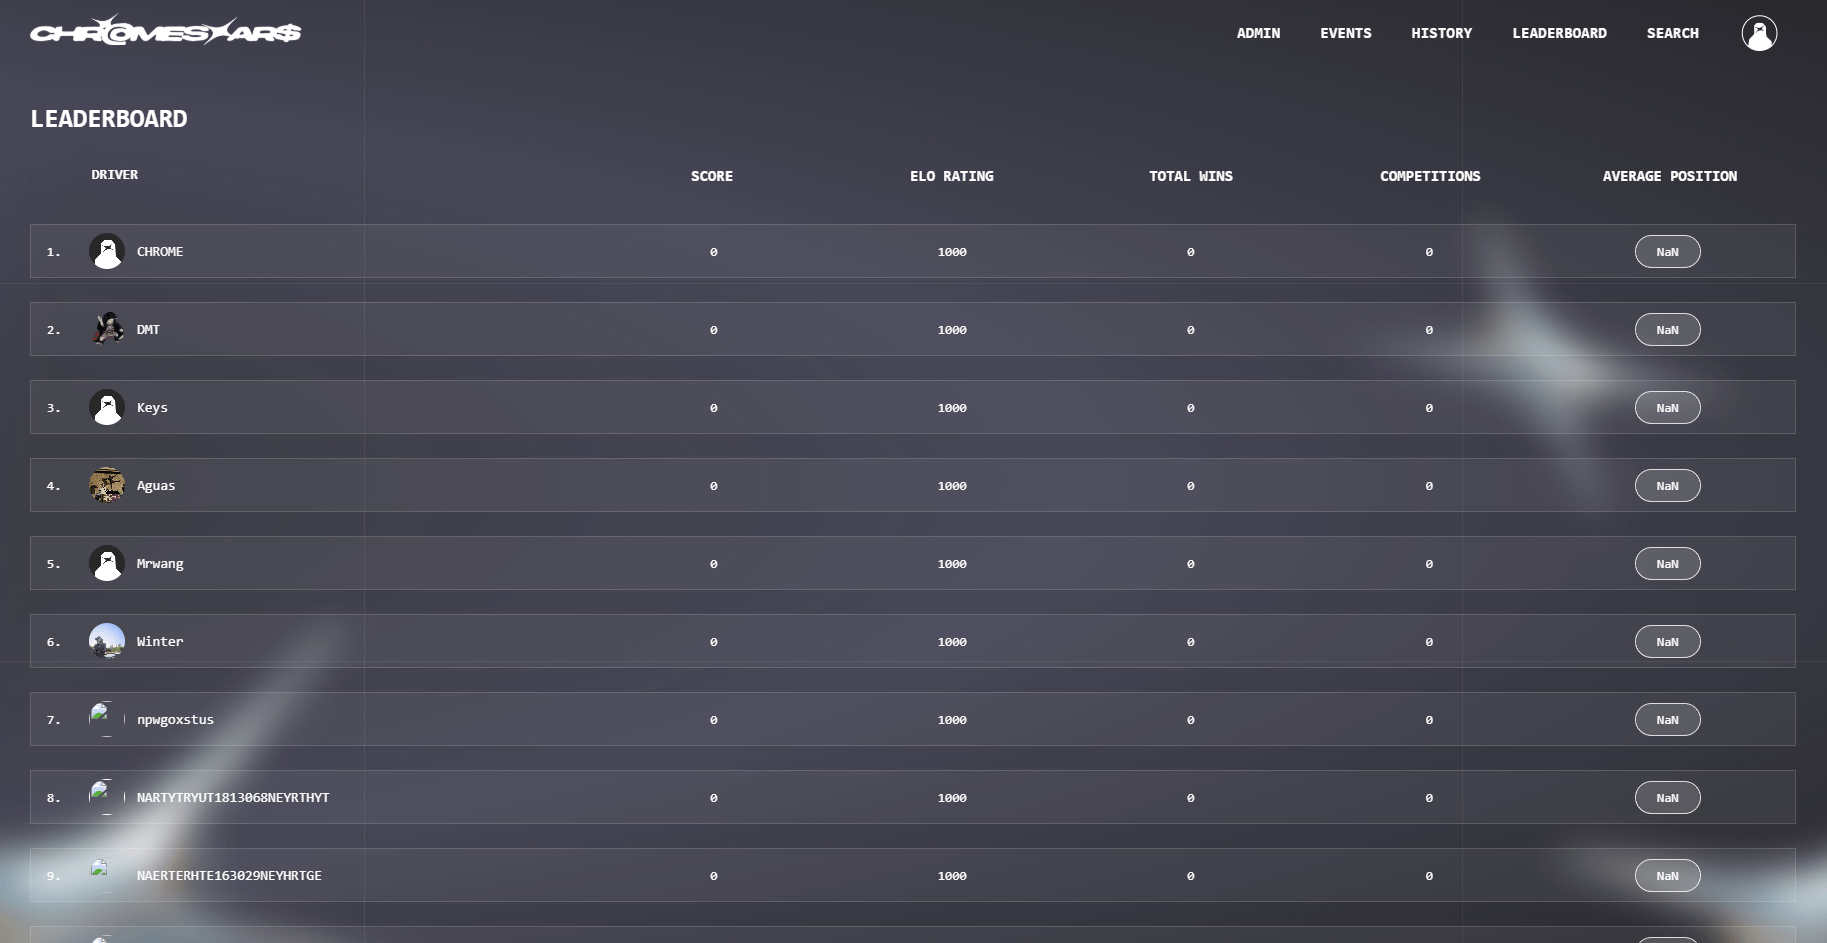 CHROMESTAR$
ADMIN EVENTS HISTORY LEADERBOARD SEARCH
LEADERBOARD
DRIVER SCORE ELO RATING TOTAL WINS COMPETITIONS AVERAGE POSITION
1. CHROME 0 1000 0 0 NaN
2. DMT 0 1000 0 0 NaN
3. Keys 0 1000 0 0 NaN
4. Aguas 0 1000 0 0 NaN
5. Mrwang 0 1000 0 0 NaN
6. Winter 0 1000 0 0 NaN
7. npwgoxstus 0 1000 0 0 NaN
8. NARTYTRYUT1813068NEYRTHYT 0 1000 0 0 NaN
9. NAERTERHTE163029NEYHRTGE 0 1000 0 0 NaN